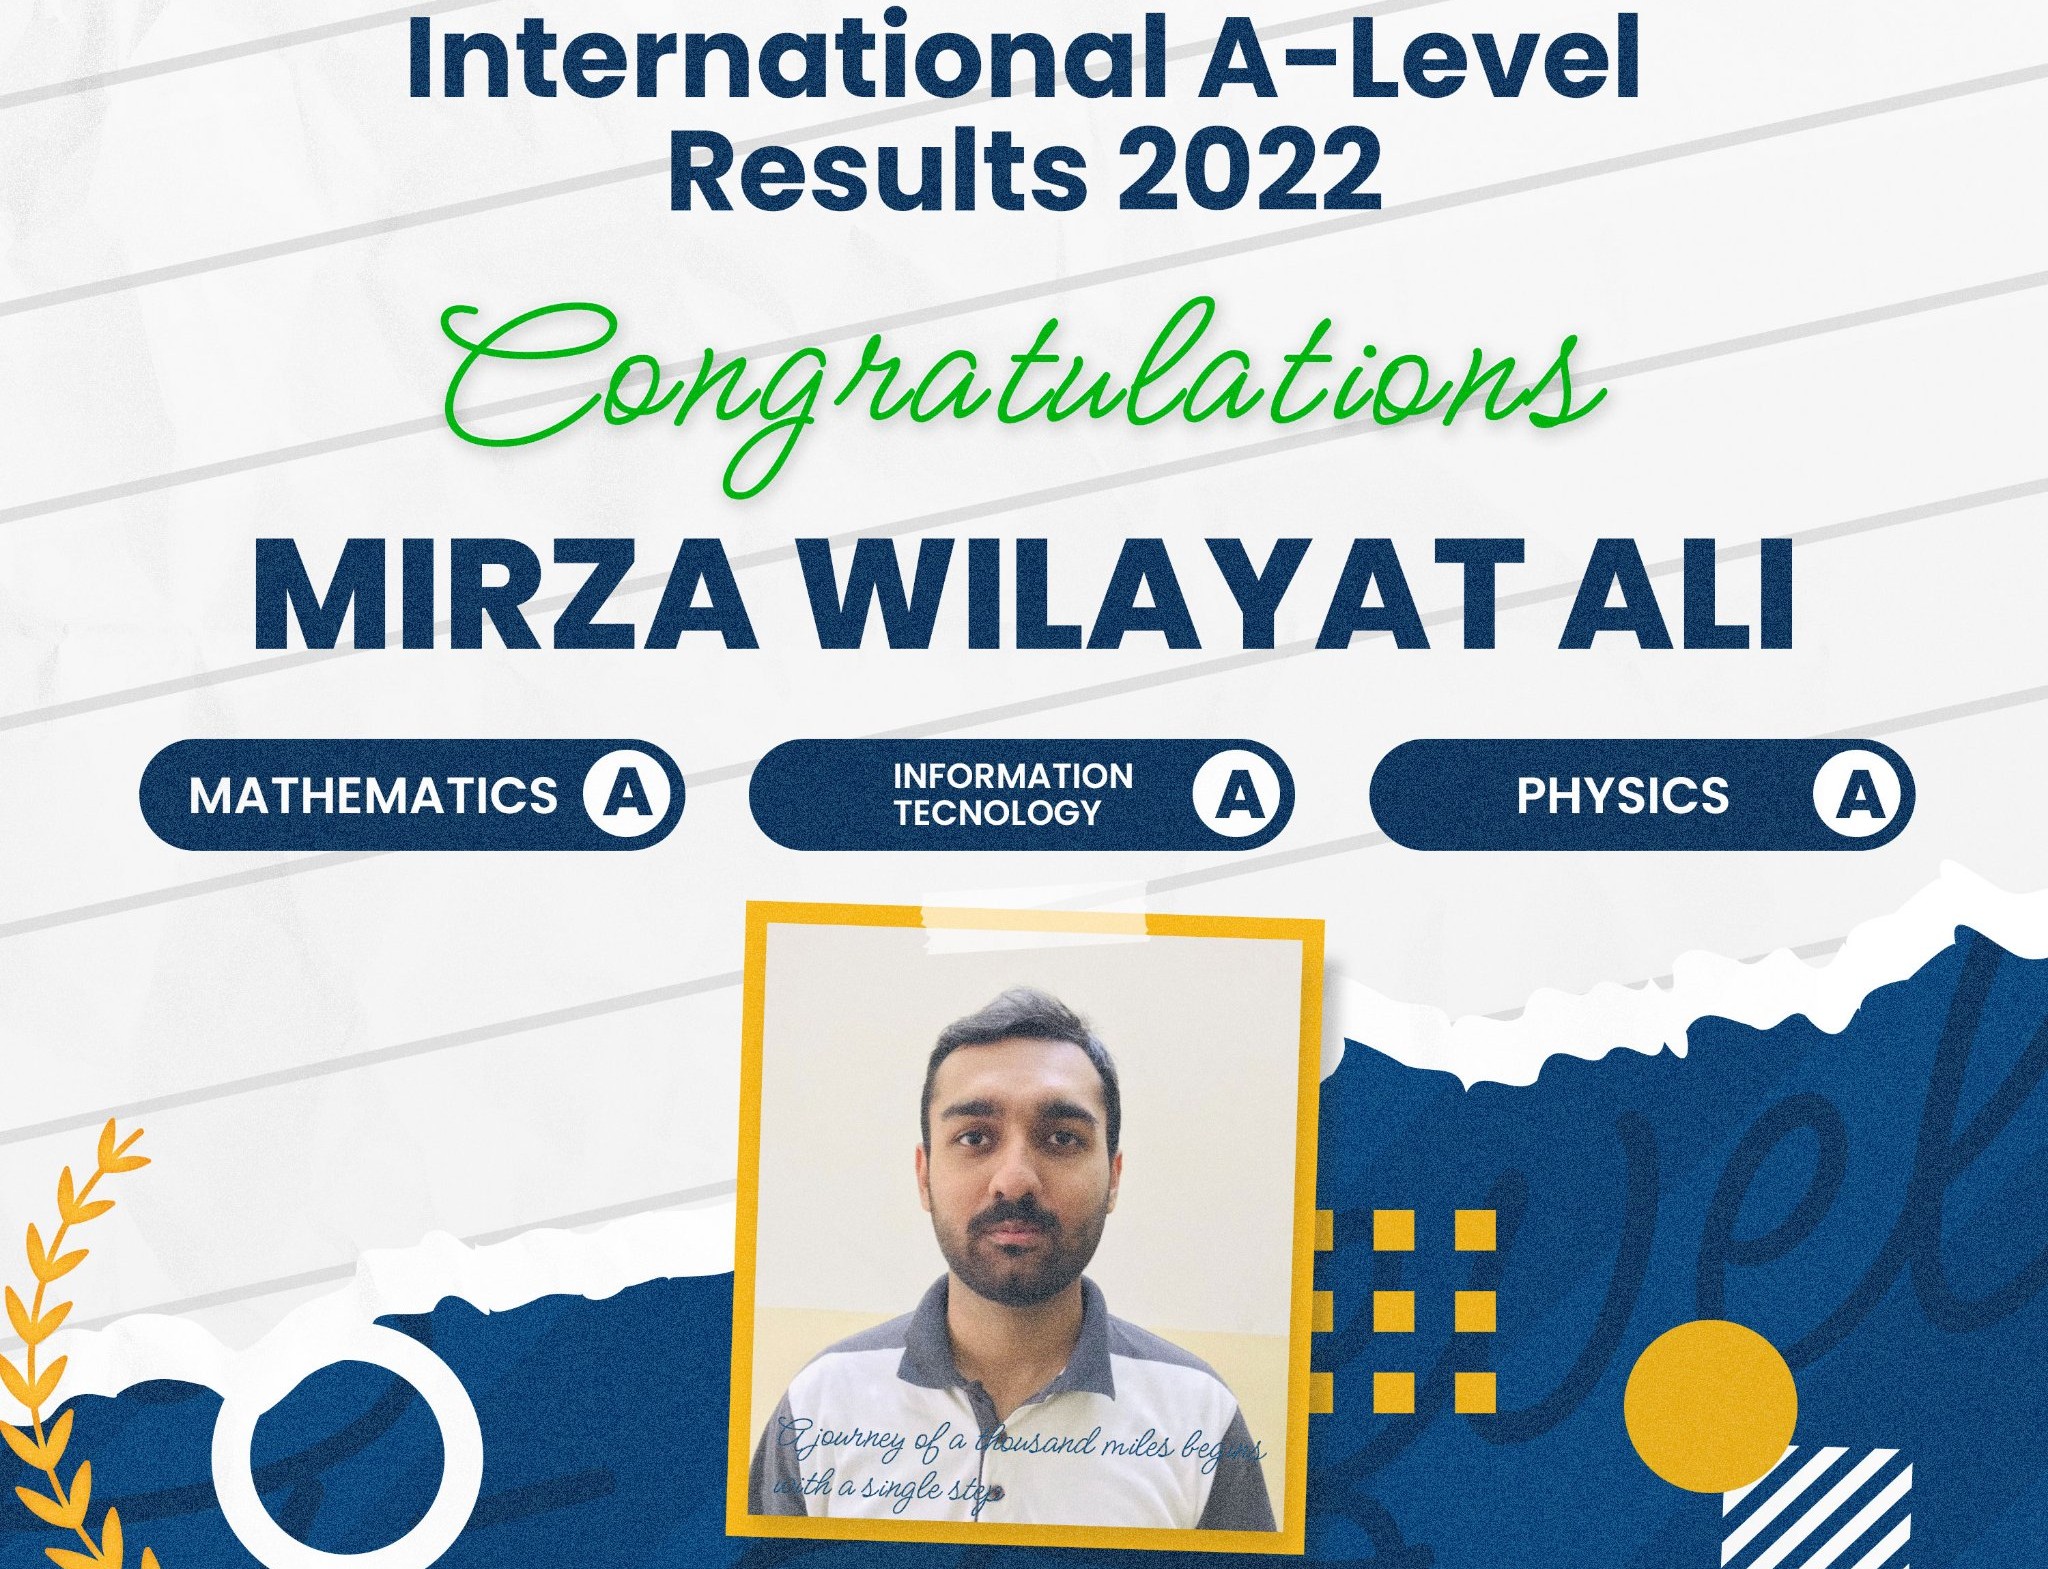 International A-Level
Results 2022
Congratulations
MIRZA WILAYAT ALI
MATHEMATICS A
INFORMATION
TECNOLOGY A
PHYSICS A
A journey of a thousand miles begins
with a single step